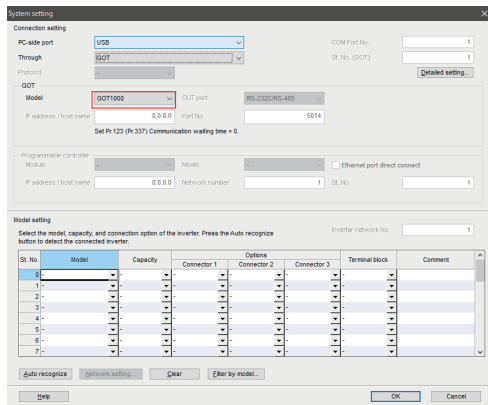 System setting
Connection setting
PC-side port USB COM Port No. 1
Through GOT St. No. (GOT) 1
Protocol - Detailed setting...
GOT
Model GOT1000 OUT port RS-232C/RS-485
IP address / host name 0.0.0.0 Port No. 5014
Set Pr.123 (Pr.337) Communication waiting time = 0.
Programmable controller
Module - Model - Ethernet port direct connect
IP address / host name 0.0.0.0 Network number 1 St. No. 1
Model setting
Select the model, capacity, and connection option of the inverter. Press the Auto recognize Inverter network No. 1
button to detect the connected inverter.
St. No. Model Capacity Options Terminal block Comment
Connector 1 Connector 2 Connector 3
0 - - - - - -
1 - - - - - -
2 - - - - - -
3 - - - - - -
4 - - - - - -
5 - - - - - -
6 - - - - - -
7 - - - - - -
Auto recognize Network setting... Clear Filter by model...
Help OK Cancel